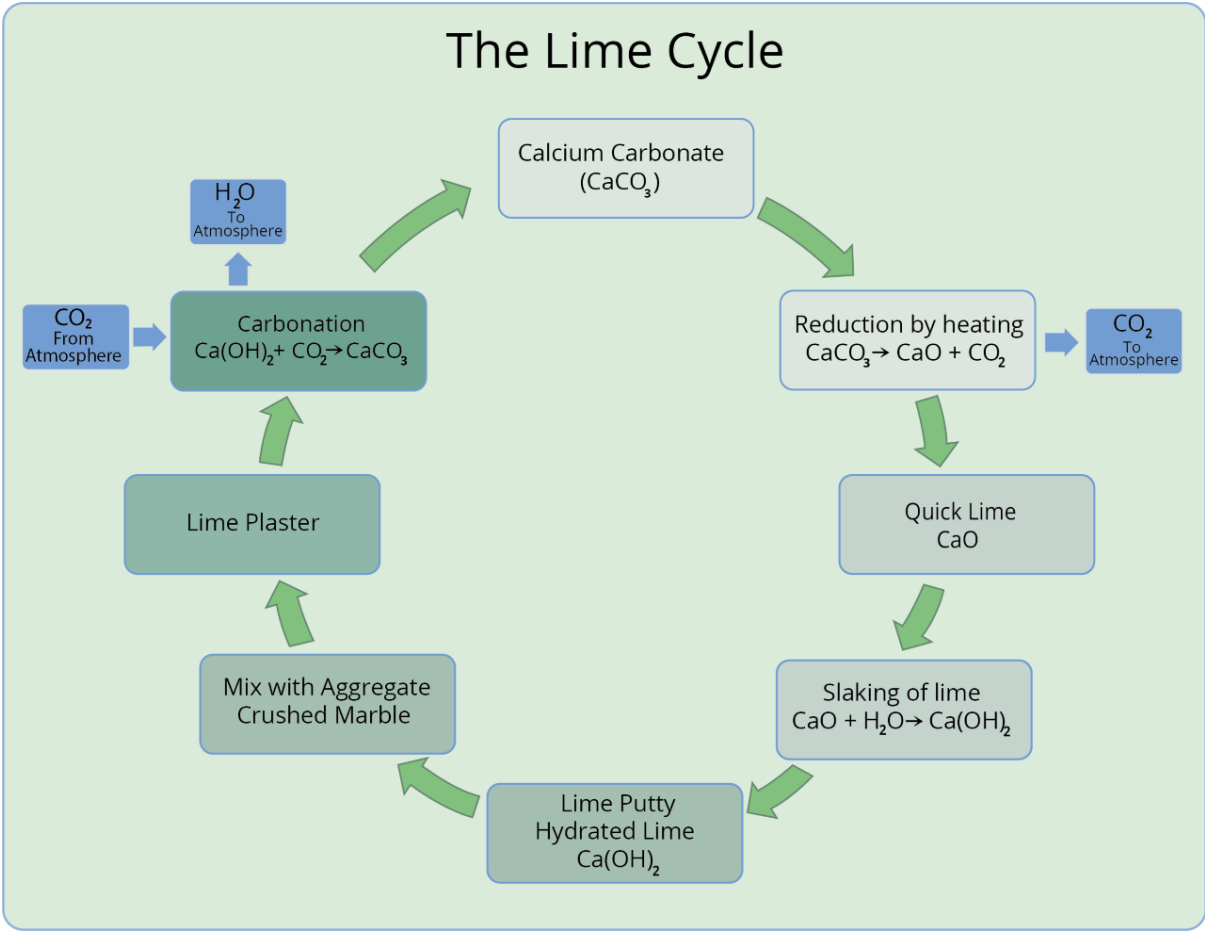 The Lime Cycle
Calcium Carbonate
(CaCO₃)
Reduction by heating
CaCO₃→ CaO + CO₂
CO₂
To
Atmosphere
Quick Lime
CaO
Slaking of lime
CaO + H₂O→ Ca(OH)₂
Lime Putty
Hydrated Lime
Ca(OH)₂
Mix with Aggregate
Crushed Marble
Lime Plaster
Carbonation
Ca(OH)₂+ CO₂→CaCO₃
CO₂
From
Atmosphere
H₂O
To
Atmosphere